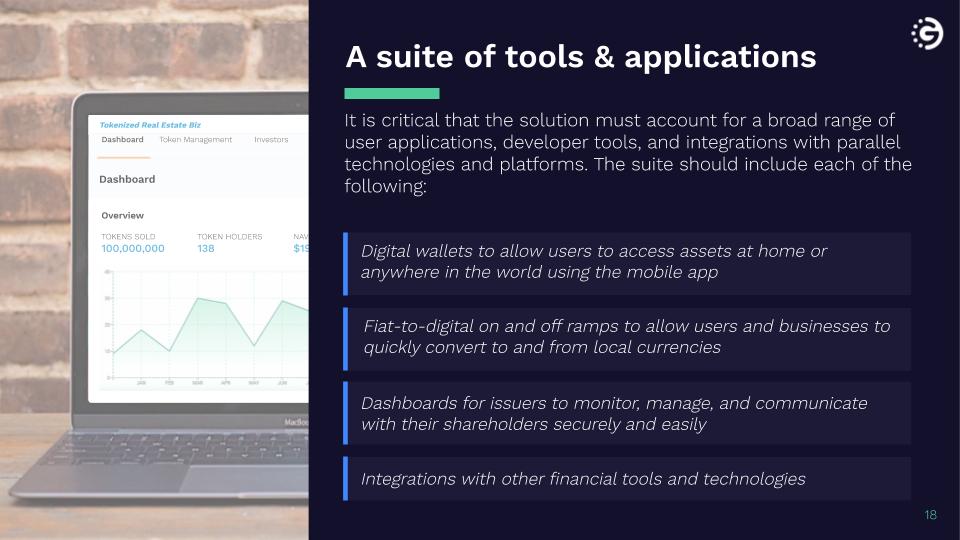 A suite of tools & applications
It is critical that the solution must account for a broad range of
user applications, developer tools, and integrations with parallel
technologies and platforms. The suite should include each of the
following:
Digital wallets to allow users to access assets at home or
anywhere in the world using the mobile app
Fiat-to-digital on and off ramps to allow users and businesses to
quickly convert to and from local currencies
Dashboards for issuers to monitor, manage, and communicate
with their shareholders securely and easily
Integrations with other financial tools and technologies
18
Tokenized Real Estate Biz
Dashboard Token Management Investors
Dashboard
Overview
TOKENS SOLD TOKEN HOLDERS NAV
100,000,000 138 $19
40
30
20
10
0
JAN FEB MAR APR MAY JUN
MacBoo